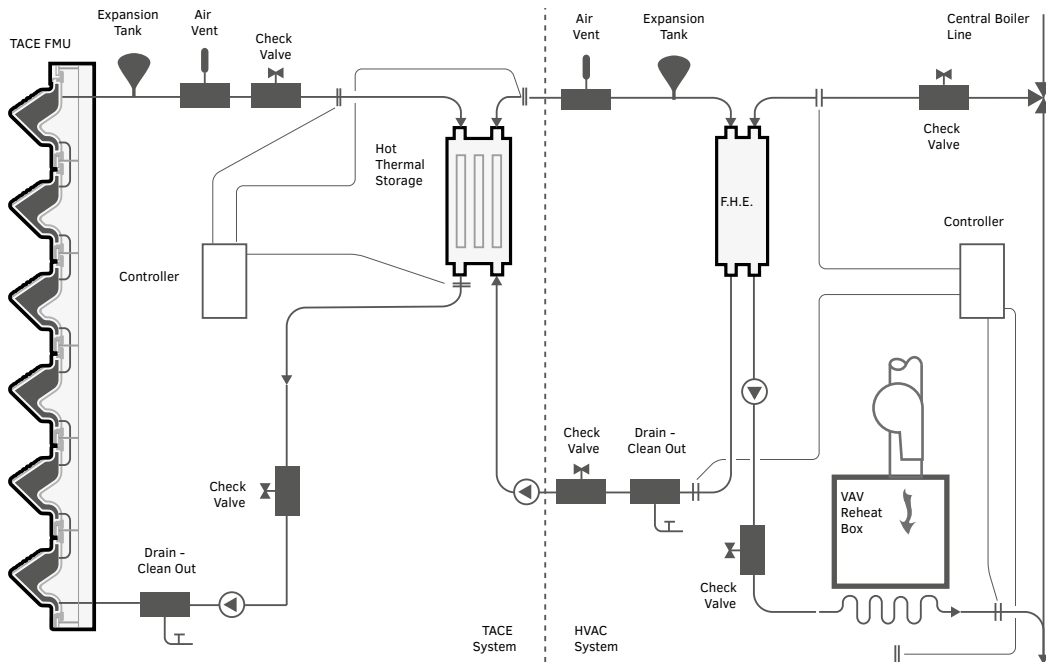 TACE FMU
Expansion
Tank
Air
Vent
Check
Valve
Air
Vent
Expansion
Tank
Central Boiler
Line
Check
Valve
Hot
Thermal
Storage
F.H.E.
Controller
Controller
Check
Valve
Drain –
Clean Out
Check
Valve
VAV
Reheat
Box
Drain –
Clean Out
Check
Valve
TACE
System
HVAC
System